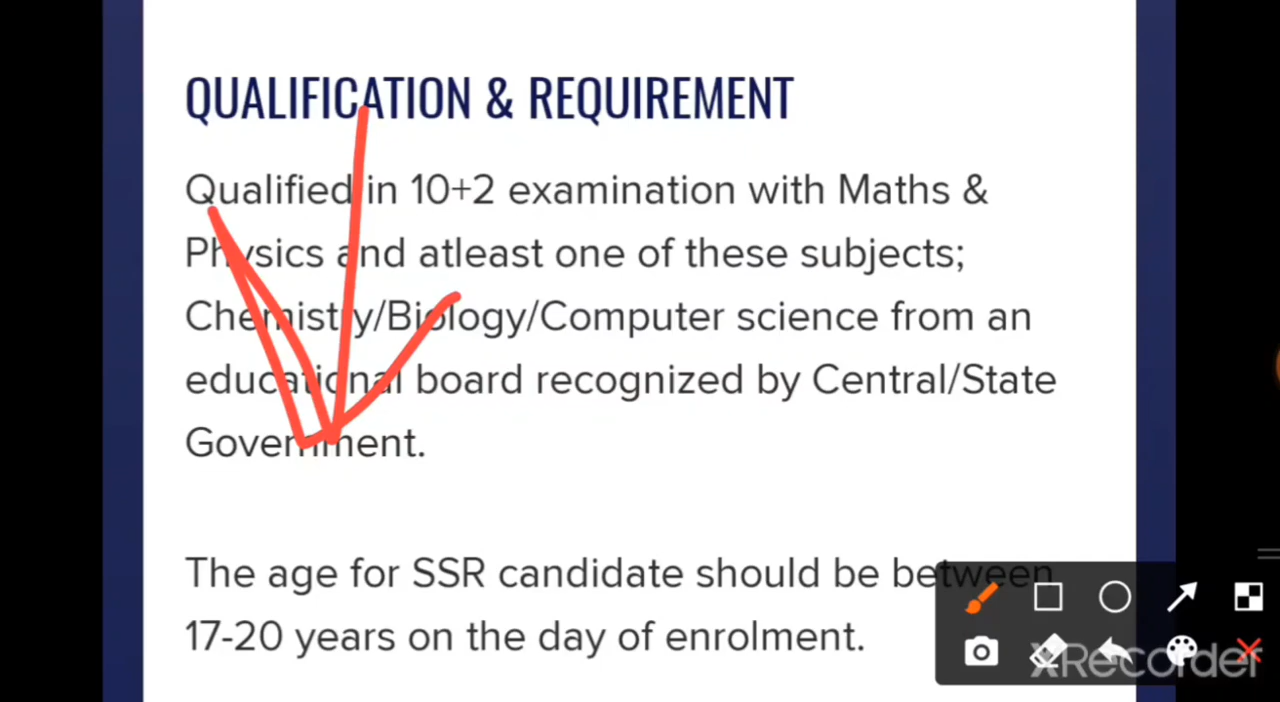 QUALIFICATION & REQUIREMENT
Qualified in 10+2 examination with Maths &
Physics and atleast one of these subjects;
Chemistry/Biology/Computer science from an
educational board recognized by Central/State
Government.
The age for SSR candidate should be between
17-20 years on the day of enrolment.
XRecorder